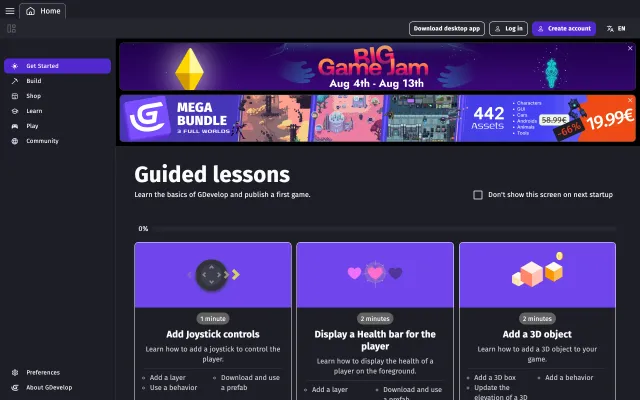 Home
Download desktop app
Log in
Create account
EN
Get Started
Build
Shop
Learn
Play
Community
BIG
Game Jam
Aug 4th - Aug 13th
MEGA
BUNDLE
3 FULL WORLDS
442
Assets
Characters
GUI
Cars
Androids
Animals
Tools
58.99€
-66%
19.99€
Guided lessons
Learn the basics of GDevelop and publish a first game.
Don't show this screen on next startup
0%
1 minute
Add Joystick controls
Learn how to add a joystick to control the
player.
Add a layer
Use a behavior
Download and use
a prefab
2 minutes
Display a Health bar for the
player
Learn how to display the health of a
player on the foreground.
Add a layer
Download and use
a prefab
2 minutes
Add a 3D object
Learn how to add a 3D object to your
game.
Add a 3D box
Update the
elevation of a 3D
Add a behavior
Preferences
About GDevelop